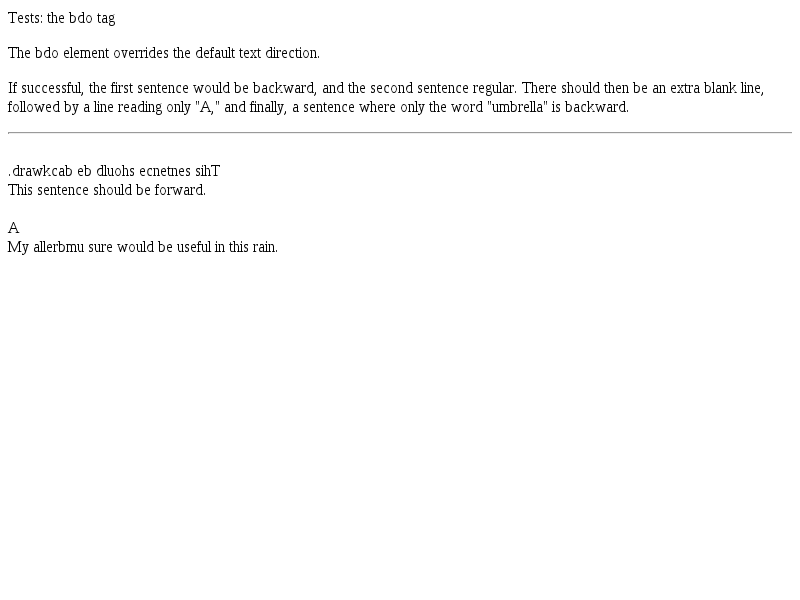 Tests: the bdo tag
The bdo element overrides the default text direction.
If successful, the first sentence would be backward, and the second sentence regular. There should then be an extra blank line,
followed by a line reading only "A," and finally, a sentence where only the word "umbrella" is backward.
.drawkcab eb dluohs ecnetnes sihT
This sentence should be forward.
A
My allerbmu sure would be useful in this rain.